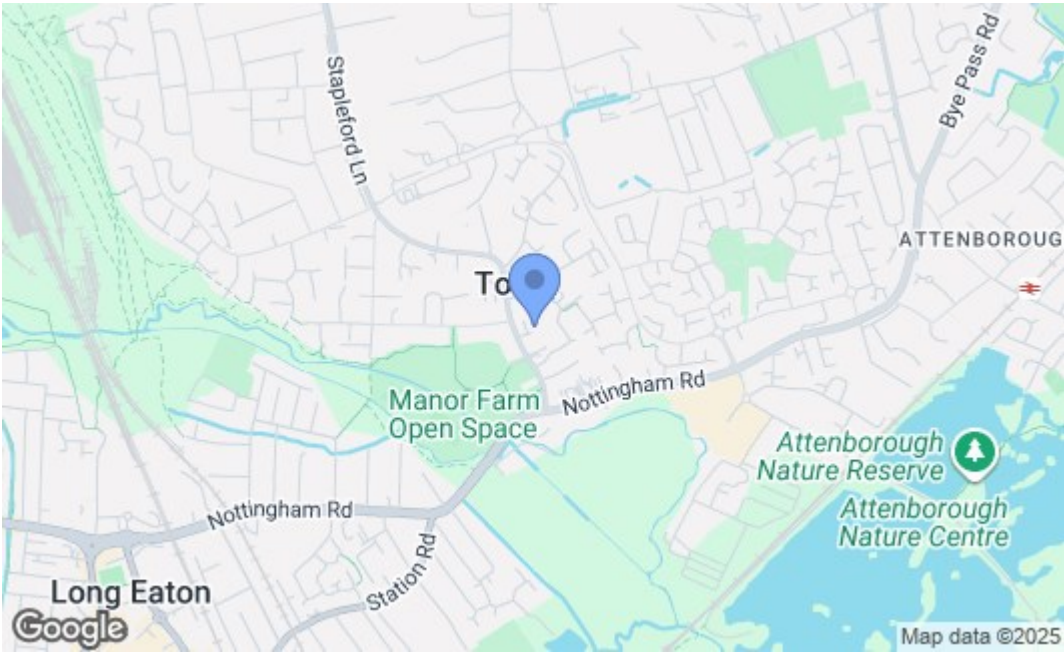 Stapleford Ln
Bye Pass Rd
ATTENBOROUG
To
Manor Farm
Open Space
Nottingham Rd
Attenborough
Nature Reserve
Attenborough
Nature Centre
Nottingham Rd
Station Rd
Long Eaton
Google
Map data ©2025